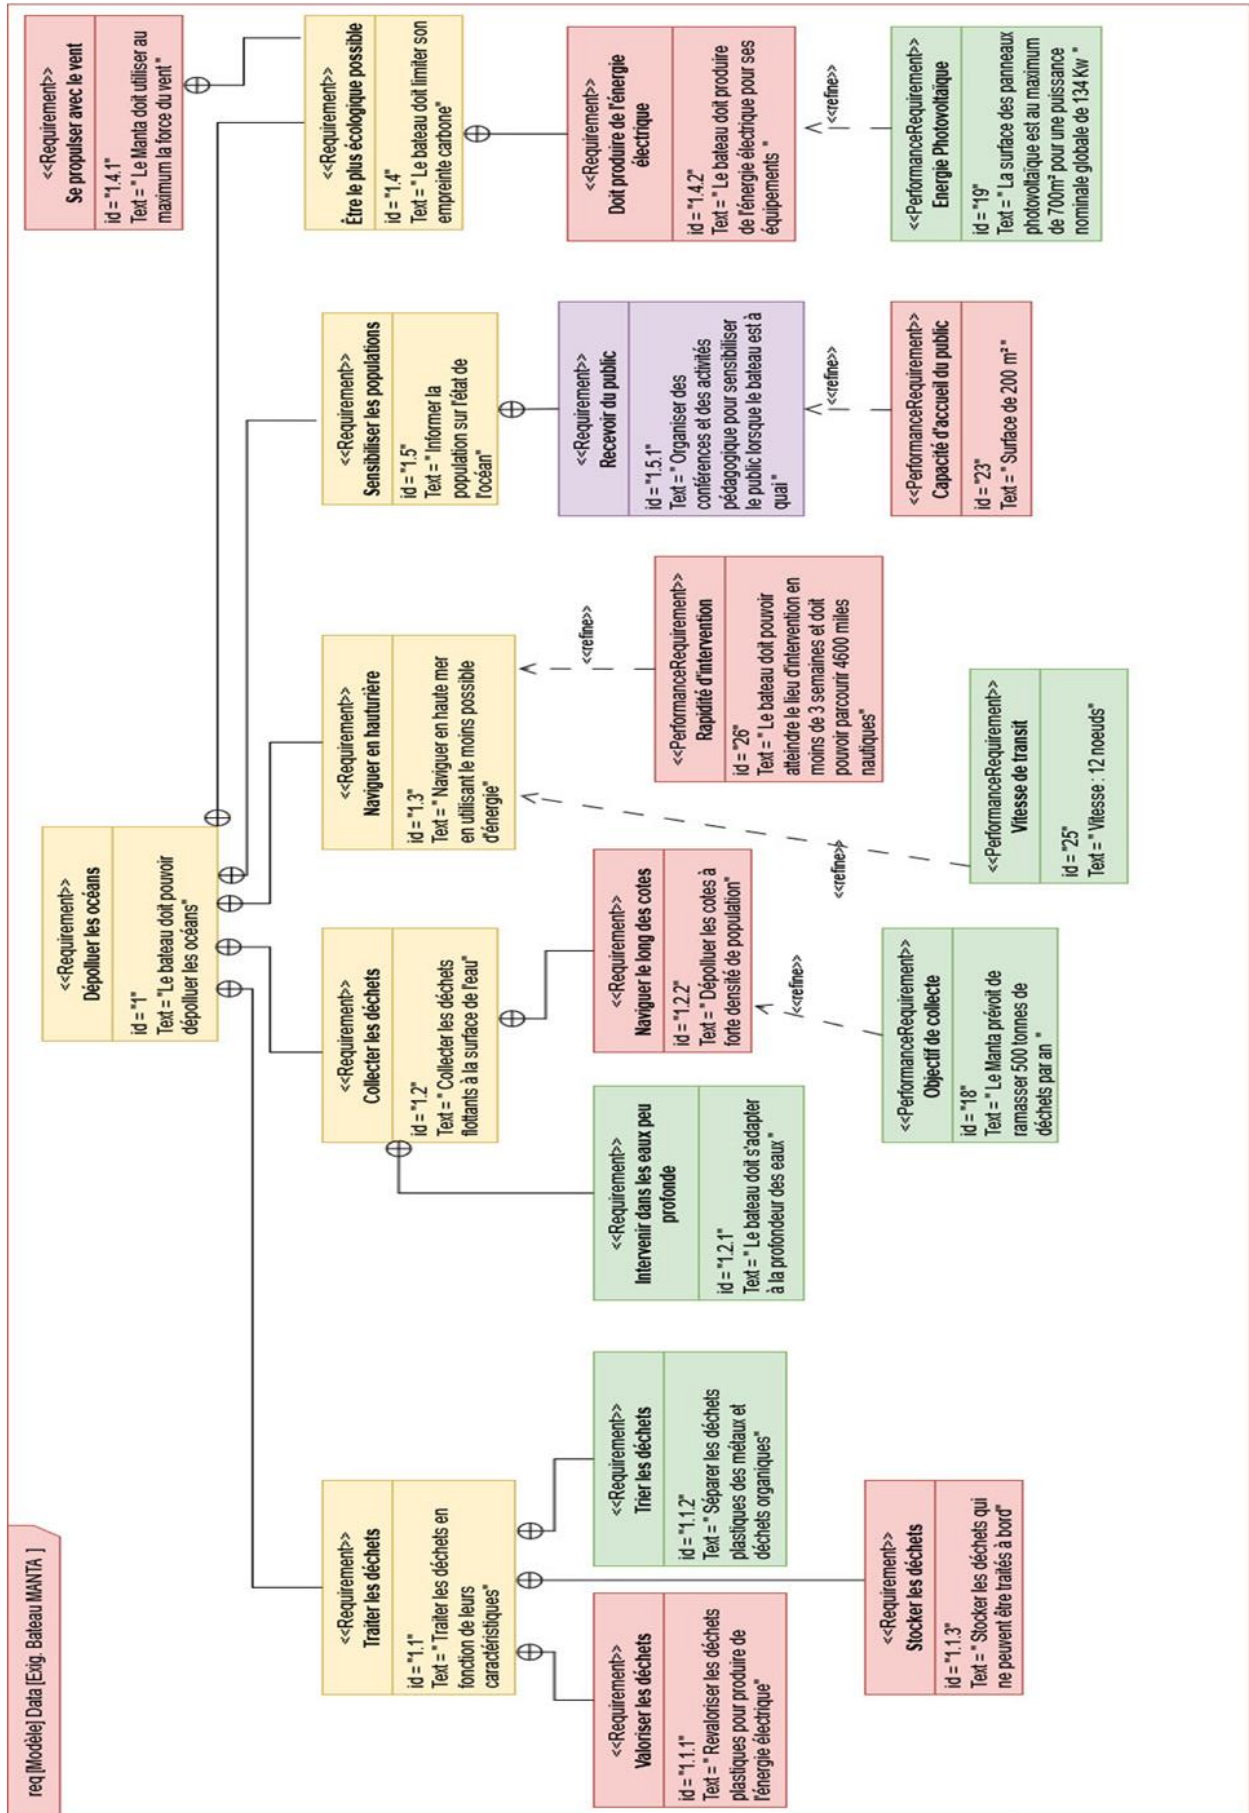 req [Modèle] Data [Exig. Bateau MANTA ]
<<Requirement>>
Dépolluer les océans
id = "1"
Text = "Le bateau doit pouvoir
dépolluer les océans"
<<Requirement>>
Traiter les déchets
id = "1.1"
Text = " Traiter les déchets en
fonction de leurs
caractéristiques"
<<Requirement>>
Collecter les déchets
id = "1.2"
Text = " Collecter les déchets
flottants à la surface de l'eau"
<<Requirement>>
Naviguer en hauturière
id = "1.3"
Text = " Naviguer en haute mer
en utilisant le moins possible
d'énergie"
<<Requirement>>
Sensibiliser les populations
id = "1.5"
Text = " Informer la
population sur l'état de
l'océan"
<<Requirement>>
Être le plus écologique possible
id = "1.4"
Text = " Le bateau doit limiter son
empreinte carbone"
<<Requirement>>
Se propulser avec le vent
id = "1.4.1"
Text = " Le Manta doit utiliser au
maximum la force du vent"
<<Requirement>>
Valoriser les déchets
id = "1.1.1"
Text = " Revaloriser les déchets
plastiques pour produire de
l'énergie électrique"
<<Requirement>>
Trier les déchets
id = "1.1.2"
Text = " Séparer les déchets
plastiques des métaux et
déchets organiques"
<<Requirement>>
Intervenir dans les eaux peu
profonde
id = "1.2.1"
Text = " Le bateau doit s'adapter
à la profondeur des eaux"
<<Requirement>>
Naviguer le long des cotes
id = "1.2.2"
Text = " Dépolluer les cotes à
forte densité de population"
<<refine>>
<<PerformanceRequirement>>
Rapidité d'intervention
id = "26"
Text = " Le bateau doit pouvoir
atteindre le lieu d'intervention en
moins de 3 semaines et doit
pouvoir parcourir 4600 miles
nautiques"
<<Requirement>>
Recevoir du public
id = "1.5.1"
Text = " Organiser des
conférences et des activités
pédagogique pour sensibiliser
le public lorsque le bateau est à
quai "
<<Requirement>>
Doit produire de l'énergie
électrique
id = "1.4.2"
Text = " Le bateau doit produire
de l'énergie électrique pour ses
équipements "
<<refine>>
<<refine>>
<<refine>>
<<refine>>
<<Requirement>>
Stocker les déchets
id = "1.1.3"
Text = " Stocker les déchets qui
ne peuvent être traités à bord"
<<PerformanceRequirement>>
Objectif de collecte
id = "18"
Text = " Le Manta prévoit de
ramasser 500 tonnes de
déchets par an "
<<PerformanceRequirement>>
Vitesse de transit
id = "25"
Text = " Vitesse : 12 noeuds"
<<PerformanceRequirement>>
Capacité d'accueil du public
id = "23"
Text = " Surface de 200 m² "
<<PerformanceRequirement>>
Energie Photovoltaïque
id = "19"
Text = " La surface des panneaux
photovoltaïque est au maximum
de 700m² pour une puissance
nominale globale de 134 Kw "